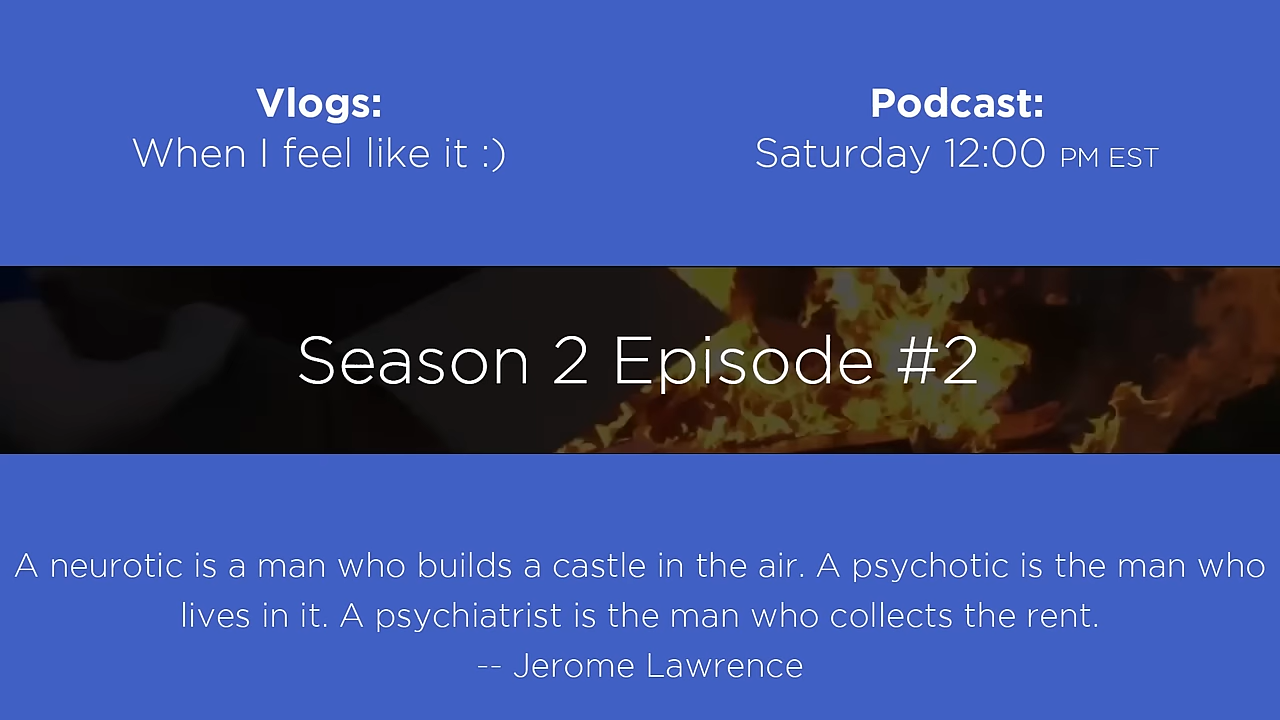 Vlogs:
When I feel like it :)
Podcast:
Saturday 12:00 PM EST
Season 2 Episode #2
A neurotic is a man who builds a castle in the air. A psychotic is the man who
lives in it. A psychiatrist is the man who collects the rent.
-- Jerome Lawrence